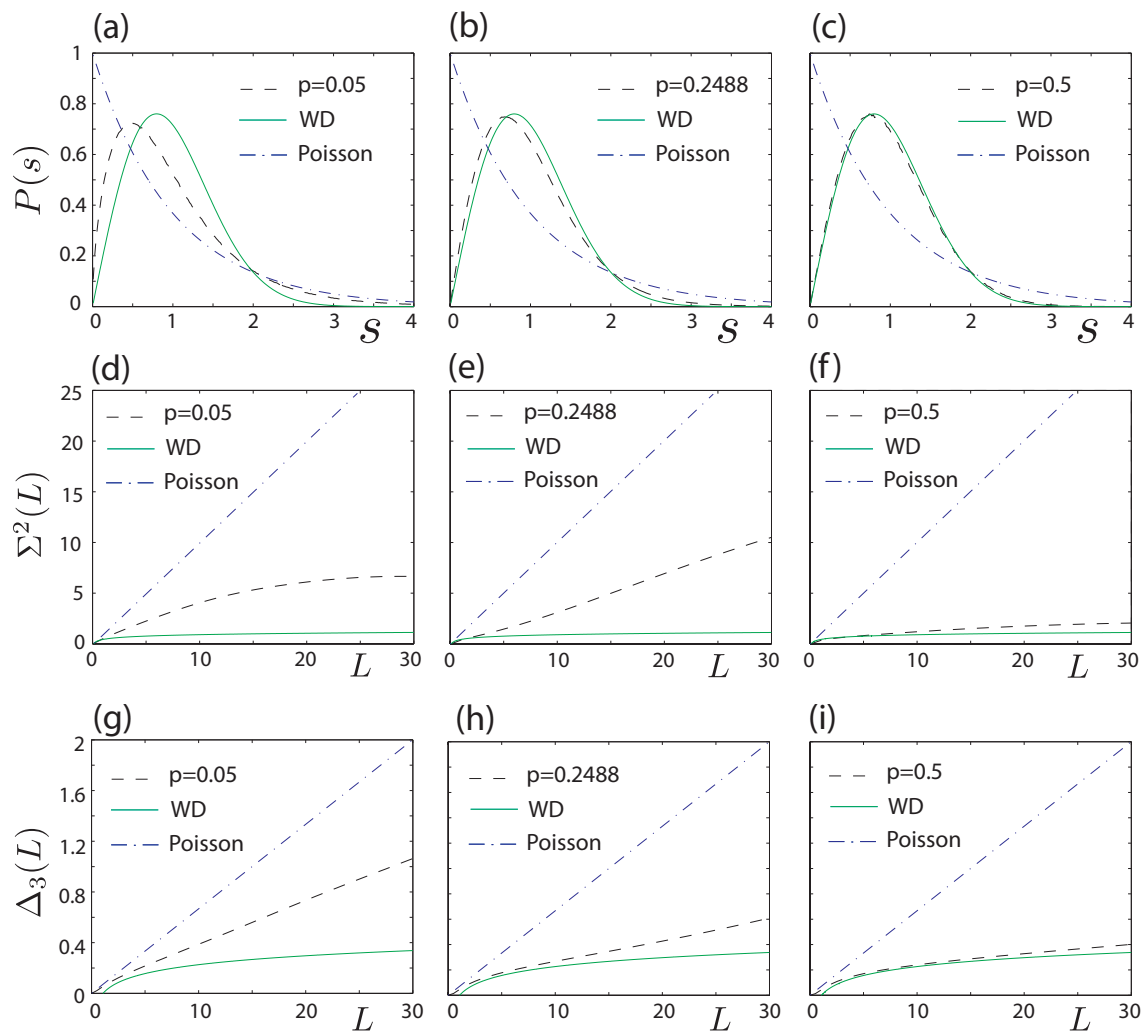 (a) (b) (c)
P(s)
1
0.8
0.6
0.4
0.2
0
p=0.05
WD
Poisson
0 1 2 3 4
s
p=0.2488
WD
Poisson
0 1 2 3 4
s
p=0.5
WD
Poisson
0 1 2 3 4
s
(d) (e) (f)
Σ²(L)
25
20
15
10
5
0
p=0.05
WD
Poisson
0 10 20 30
L
p=0.2488
WD
Poisson
0 10 20 30
L
p=0.5
WD
Poisson
0 10 20 30
L
(g) (h) (i)
Δ₃(L)
2
1.6
1.2
0.8
0.4
0
p=0.05
WD
Poisson
0 10 20 30
L
p=0.2488
WD
Poisson
0 10 20 30
L
p=0.5
WD
Poisson
0 10 20 30
L